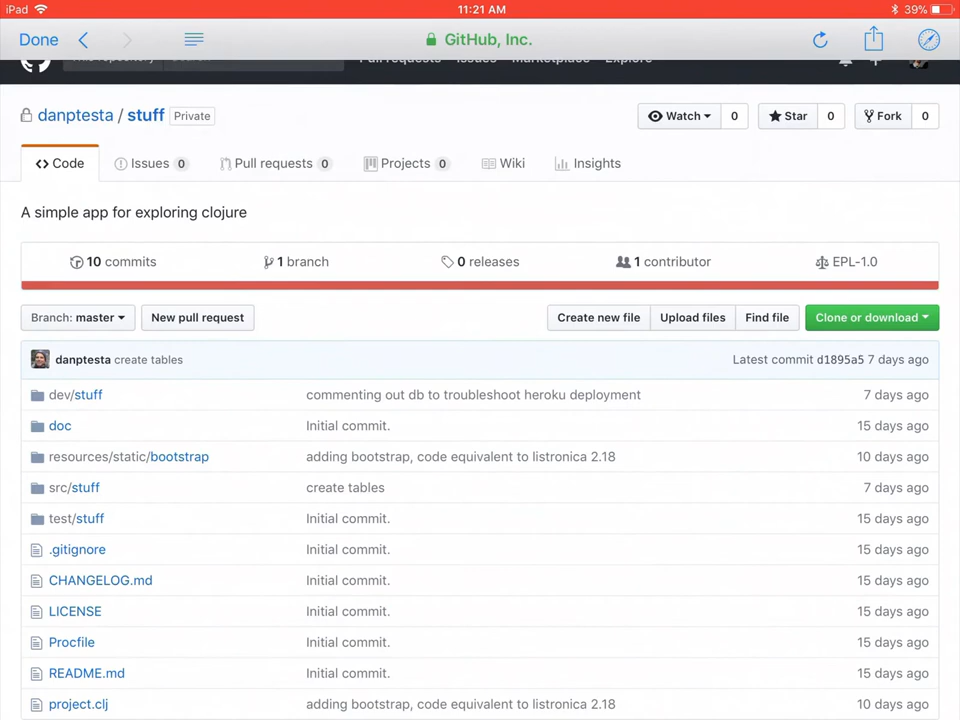 iPad 11:21 AM 39%
Done GitHub, Inc.
Pull requests Issues Marketplace Explore
danptesta / stuff Private Watch 0 Star 0 Fork 0
Code Issues 0 Pull requests 0 Projects 0 Wiki Insights
A simple app for exploring clojure
10 commits 1 branch 0 releases 1 contributor EPL-1.0
Branch: master New pull request Create new file Upload files Find file Clone or download
danptesta create tables Latest commit d1895a5 7 days ago
dev/stuff commenting out db to troubleshoot heroku deployment 7 days ago
doc Initial commit. 15 days ago
resources/static/bootstrap adding bootstrap, code equivalent to listronica 2.18 10 days ago
src/stuff create tables 7 days ago
test/stuff Initial commit. 15 days ago
.gitignore Initial commit. 15 days ago
CHANGELOG.md Initial commit. 15 days ago
LICENSE Initial commit. 15 days ago
Procfile Initial commit. 15 days ago
README.md Initial commit. 15 days ago
project.clj adding bootstrap, code equivalent to listronica 2.18 10 days ago